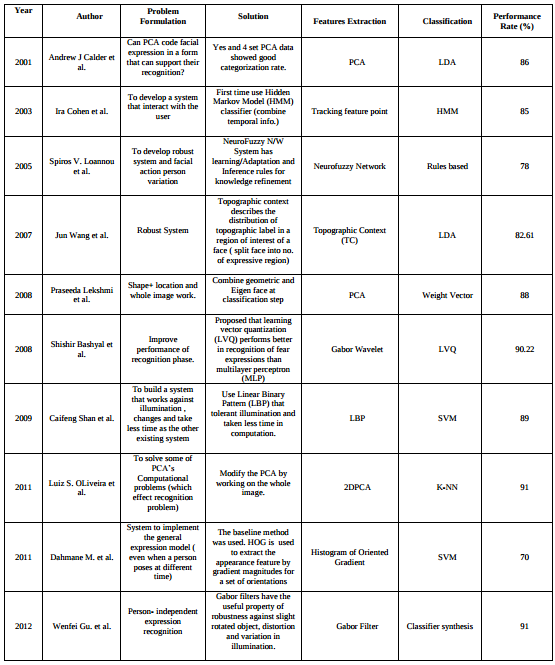 Year
Author
Problem
Formulation
Solution
Features Extraction
Classification
Performance
Rate (%)
2001
Andrew J Calder et
al.
Can PCA code facial
expression in a form
that can support their
recognition?
Yes and 4 set PCA data
showed good
categorization rate.
PCA
LDA
86
2003
Ira Cohen et al.
To develop a system
that interact with the
user
First time use Hidden
Markov Model (HMM)
classifier (combine
temporal info.)
Tracking feature point
HMM
85
2005
Spiros V. Loannou
et al.
To develop robust
system and facial
action person
variation
NeuroFuzzy N/W
System has
learning/Adaptation and
Inference rules for
knowledge refinement
Neurofuzzy Network
Rules based
78
2007
Jun Wang et al.
Robust System
Topographic context
describes the
distribution of
topographic label in a
region of interest of a
face ( split face into no.
of expressive region)
Topographic Context
(TC)
LDA
82.61
2008
Praseeda Lekshmi
et al.
Shape+ location and
whole image work.
Combine geometric and
Eigen face at
classification step
PCA
Weight Vector
88
2008
Shishir Bashyal et
al.
Improve
performance of
recognition phase.
Proposed that learning
vector quantization
(LVQ) performs better
in recognition of fear
expressions than
multilayer perceptron
(MLP)
Gabor Wavelet
LVQ
90.22
2009
Caifeng Shan et al.
To build a system
that works against
illumination ,
changes and take
less time as the other
existing system
Use Linear Binary
Pattern (LBP) that
tolerant illumination and
taken less time in
computation.
LBP
SVM
89
2011
Luiz S. OLiveira et
al.
To solve some of
PCA's
Computational
problems (which
effect recognition
problem)
Modify the PCA by
working on the whole
image.
2DPCA
K-NN
91
2011
Dahmane M. et al.
System to implement
the general
expression model (
even when a person
poses at different
time)
The baseline method
was used. HOG is used
to extract the
appearance feature by
gradient magnitudes for
a set of orientations
Histogram of Oriented
Gradient
SVM
70
2012
Wenfei Gu. et al.
Person- independent
expression
recognition
Gabor filters have the
useful property of
robustness against slight
rotated object, distortion
and variation in
illumination.
Gabor Filter
Classifier synthesis
91